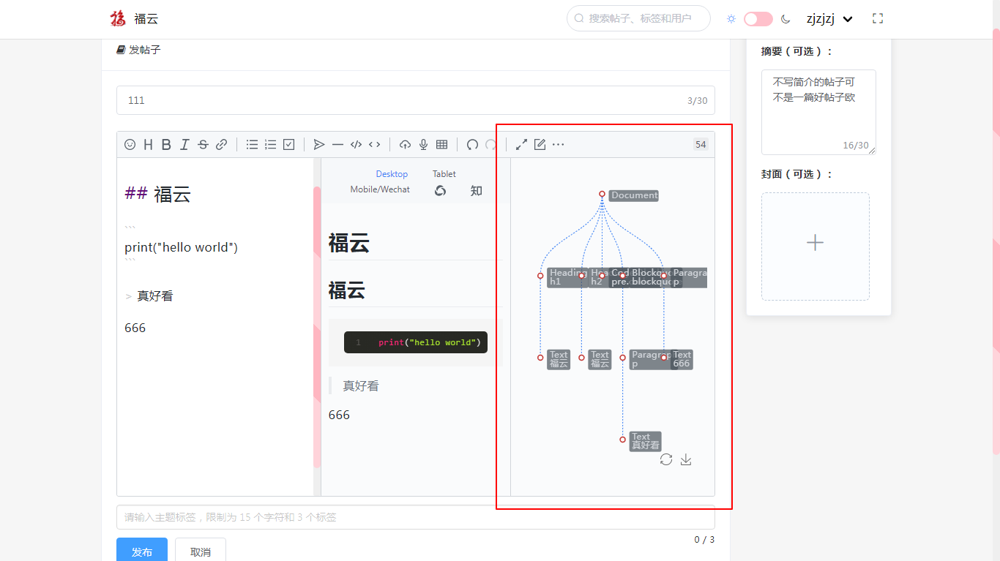 福云
搜索帖子、标签和用户
zjzjzj
发帖子
111
3/30
54
## 福云
```
print("hello world")
```
> 真好看
666
Desktop
Tablet
Mobile/Wechat
知
福云
福云
1 print("hello world")
真好看
666
Document
Heading
h1
h2
Blockquo
blockquo
Paragra
p
Text
福云
Text
福云
Paragrap
p
Text
666
Text
真好看
请输入主题标签，限制为 15 个字符和 3 个标签
0 / 3
发布
取消
摘要（可选）：
不写简介的帖子可
不是一篇好帖子欧
16/30
封面（可选）：